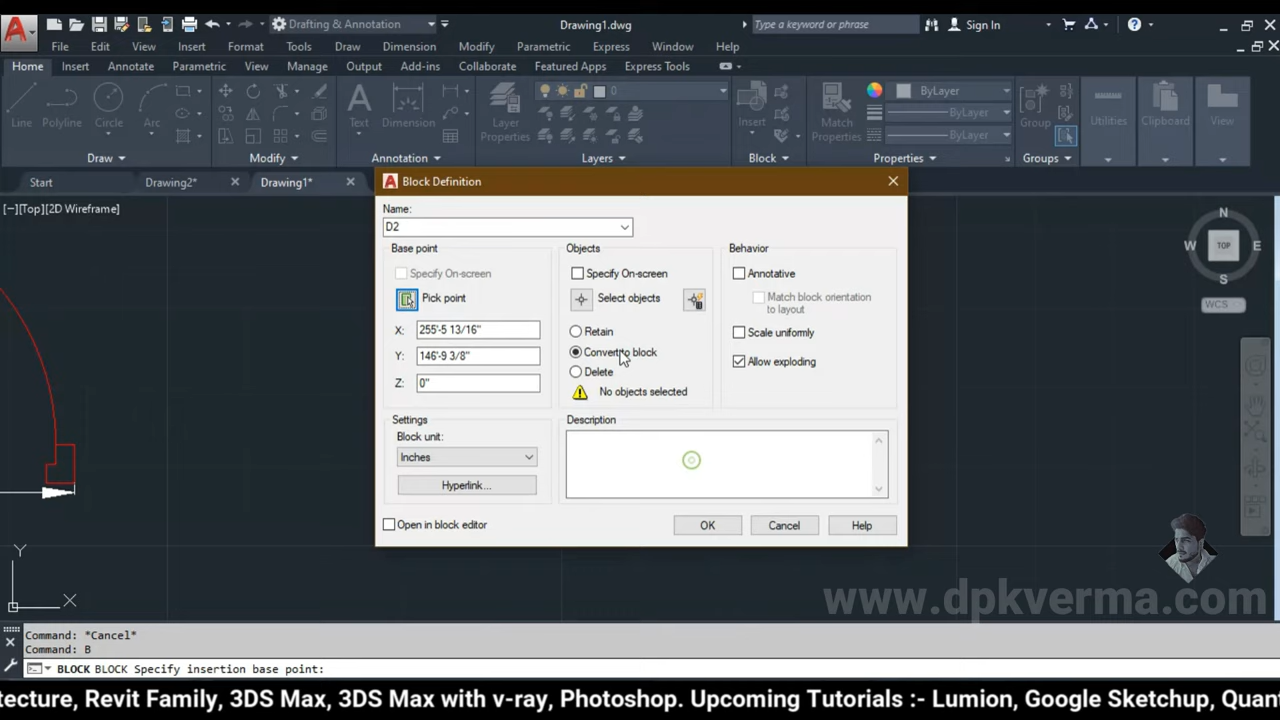 Drafting & Annotation
Drawing1.dwg
Type a keyword or phrase
Sign In
File Edit View Insert Format Tools Draw Dimension Modify Parametric Express Window Help
Home Insert Annotate Parametric View Manage Output Add-ins Collaborate Featured Apps Express Tools
Line Polyline Circle Arc Text Dimension Layer Properties 0 Insert Match Properties ByLayer Group Utilities Clipboard View
ByLayer
ByLayer
Draw Modify Annotation Layers Block Properties Groups
Start Drawing2* Drawing1*
[−][Top][2D Wireframe]
Block Definition
Name:
D2
Base point Objects Behavior
Specify On-screen Specify On-screen Annotative
Pick point Select objects Match block orientation to layout
X: 255'-5 13/16" Retain Scale uniformly
Y: 146'-9 3/8" Convert to block Allow exploding
Z: 0" Delete
No objects selected
Settings Description
Block unit:
Inches
Hyperlink...
Open in block editor OK Cancel Help
N
W TOP E
S
WCS
Y
X
www.dpkverma.com
Command: *Cancel*
Command: B
BLOCK BLOCK Specify insertion base point:
tecture, Revit Family, 3DS Max, 3DS Max with v-ray, Photoshop. Upcoming Tutorials :- Lumion, Google Sketchup, Quan